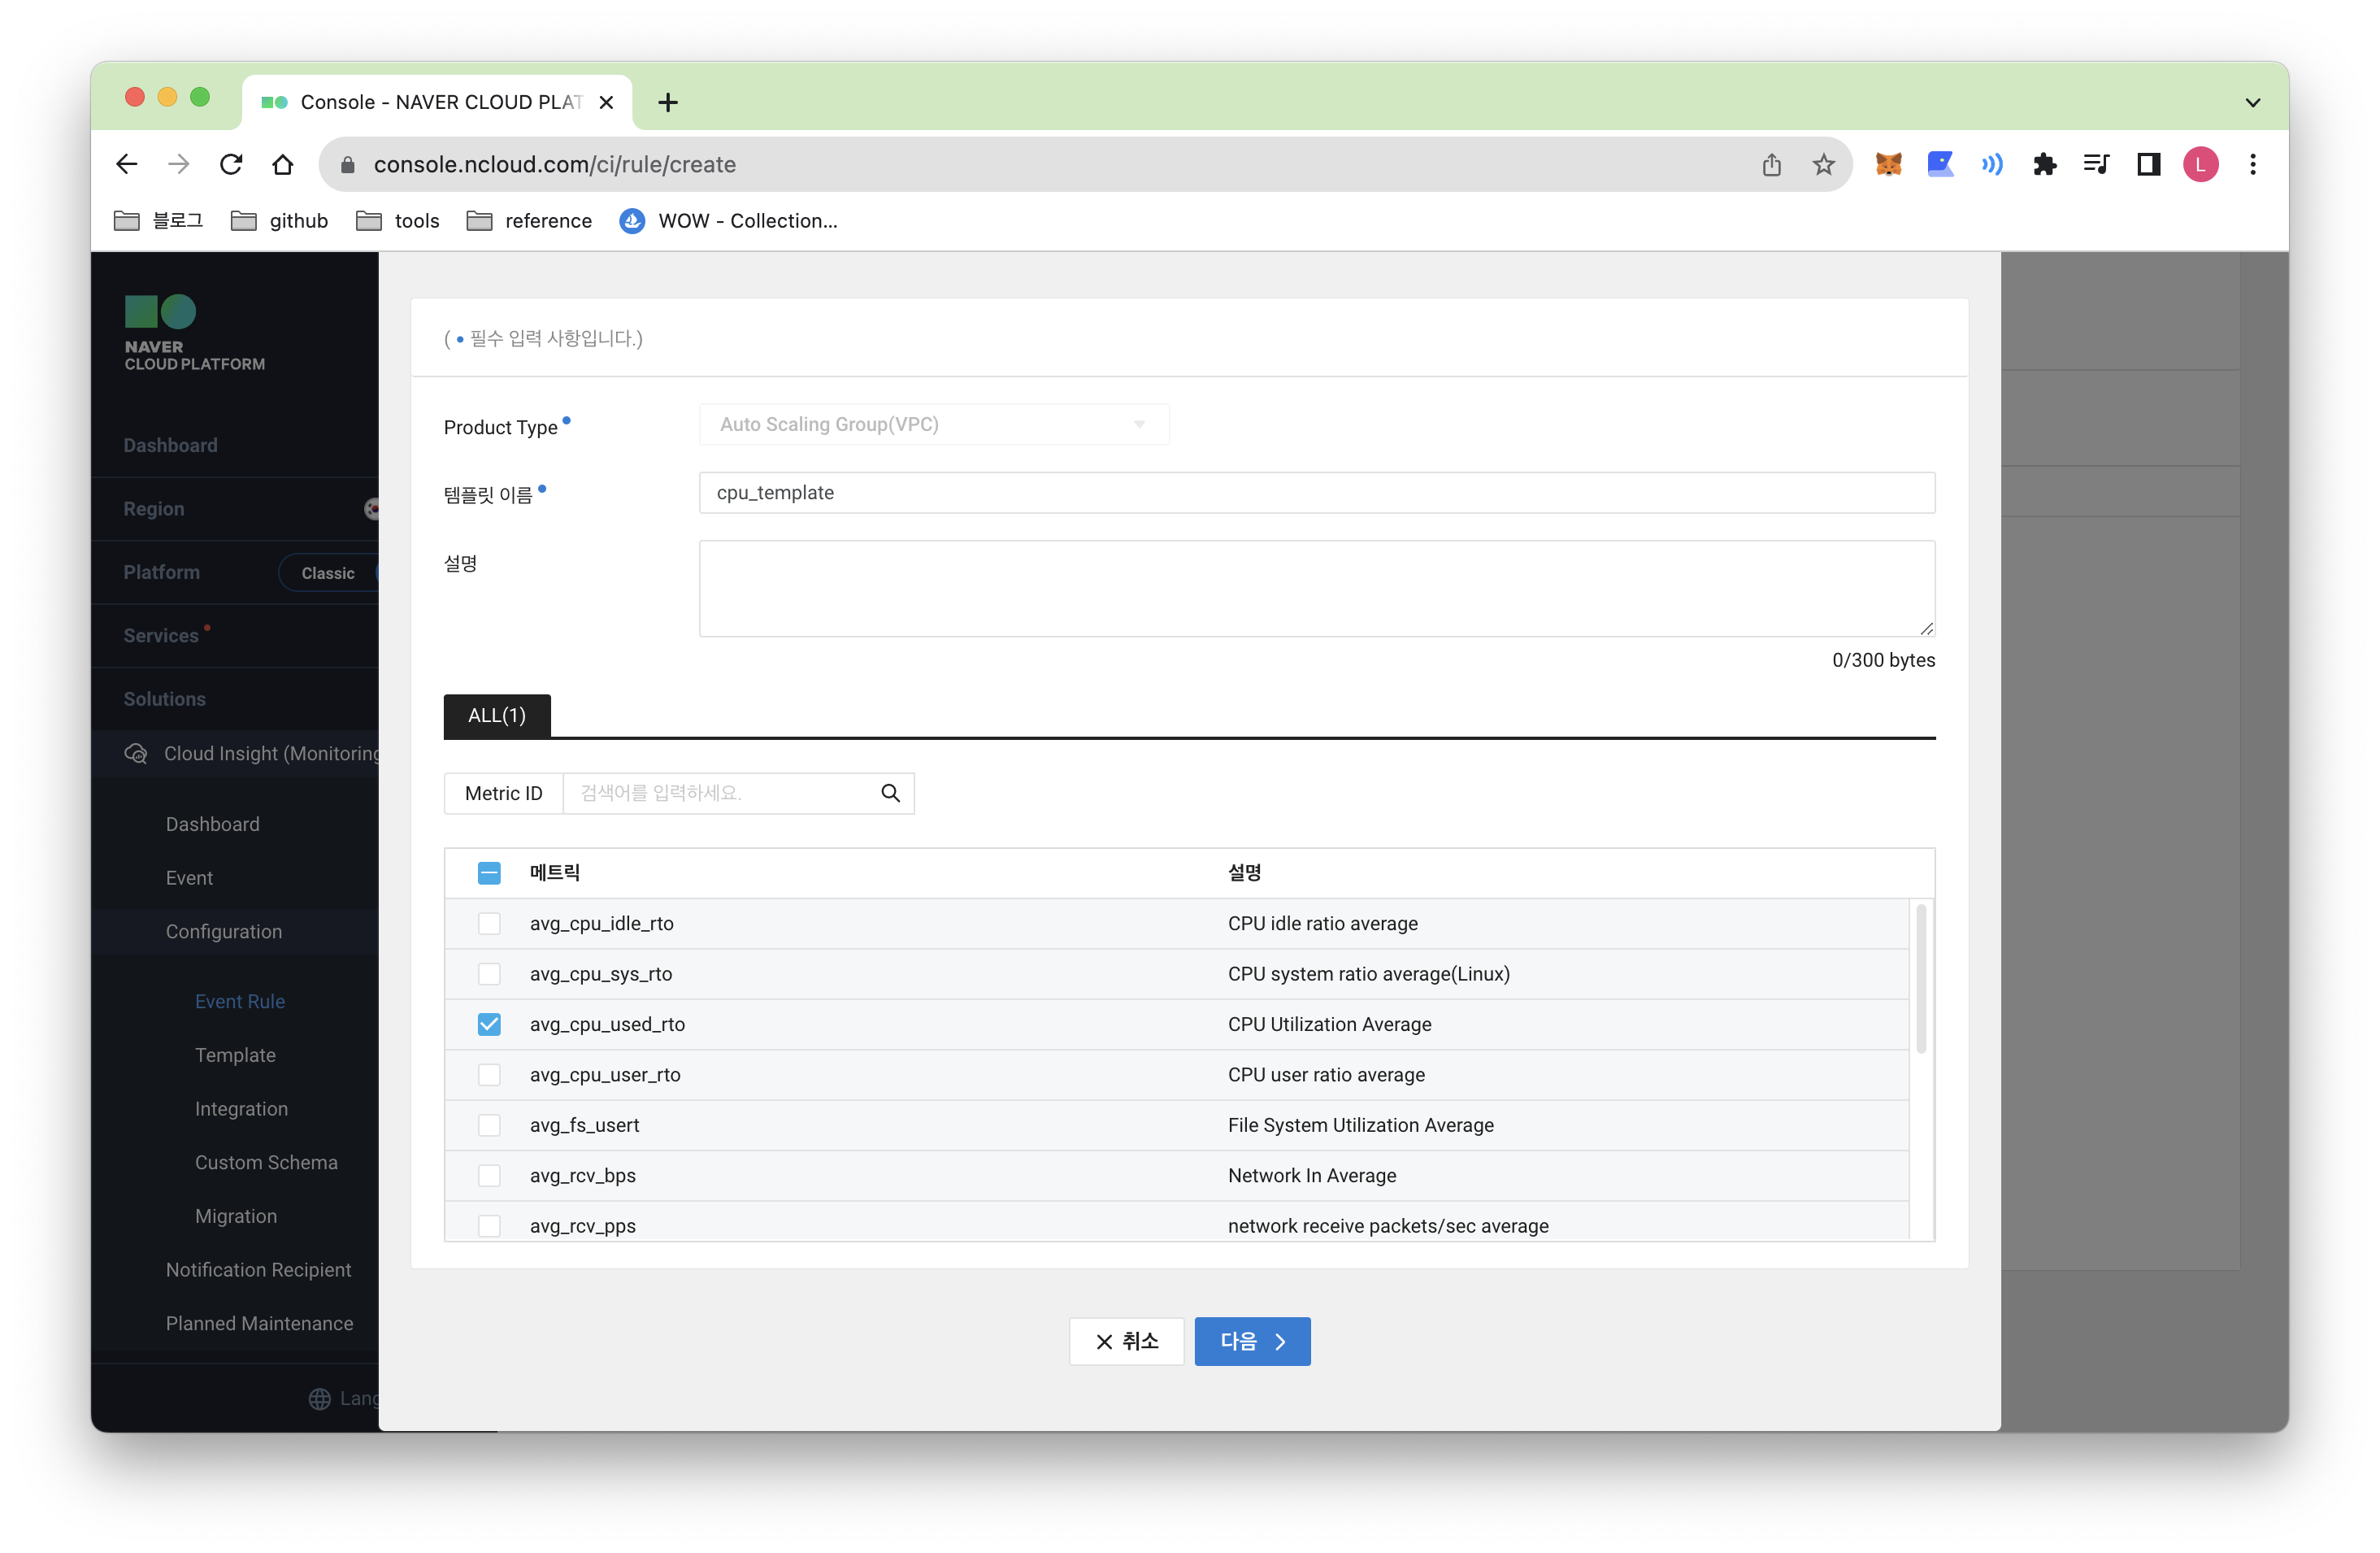 Console - NAVER CLOUD PLAT
console.ncloud.com/ci/rule/create
L
블로그
github
tools
reference
WOW - Collection...
NAVER
CLOUD PLATFORM
Dashboard
Region
Platform
Classic
Services
Solutions
Cloud Insight (Monitoring
Dashboard
Event
Configuration
Event Rule
Template
Integration
Custom Schema
Migration
Notification Recipient
Planned Maintenance
Lang
( • 필수 입력 사항입니다.)
Product Type
Auto Scaling Group(VPC)
템플릿 이름
cpu_template
설명
0/300 bytes
ALL(1)
Metric ID
검색어를 입력하세요.
메트릭 설명
avg_cpu_idle_rto CPU idle ratio average
avg_cpu_sys_rto CPU system ratio average(Linux)
avg_cpu_used_rto CPU Utilization Average
avg_cpu_user_rto CPU user ratio average
avg_fs_usert File System Utilization Average
avg_rcv_bps Network In Average
avg_rcv_pps network receive packets/sec average
취소
다음